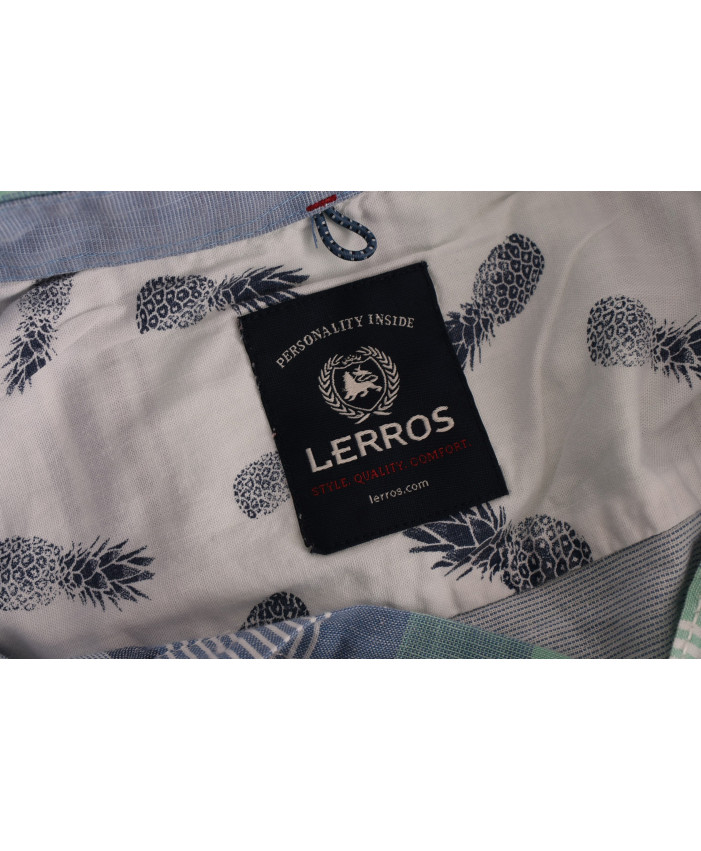 PERSONALITY INSIDE
LERROS
STYLE. QUALITY. COMFORT.
lerros.com